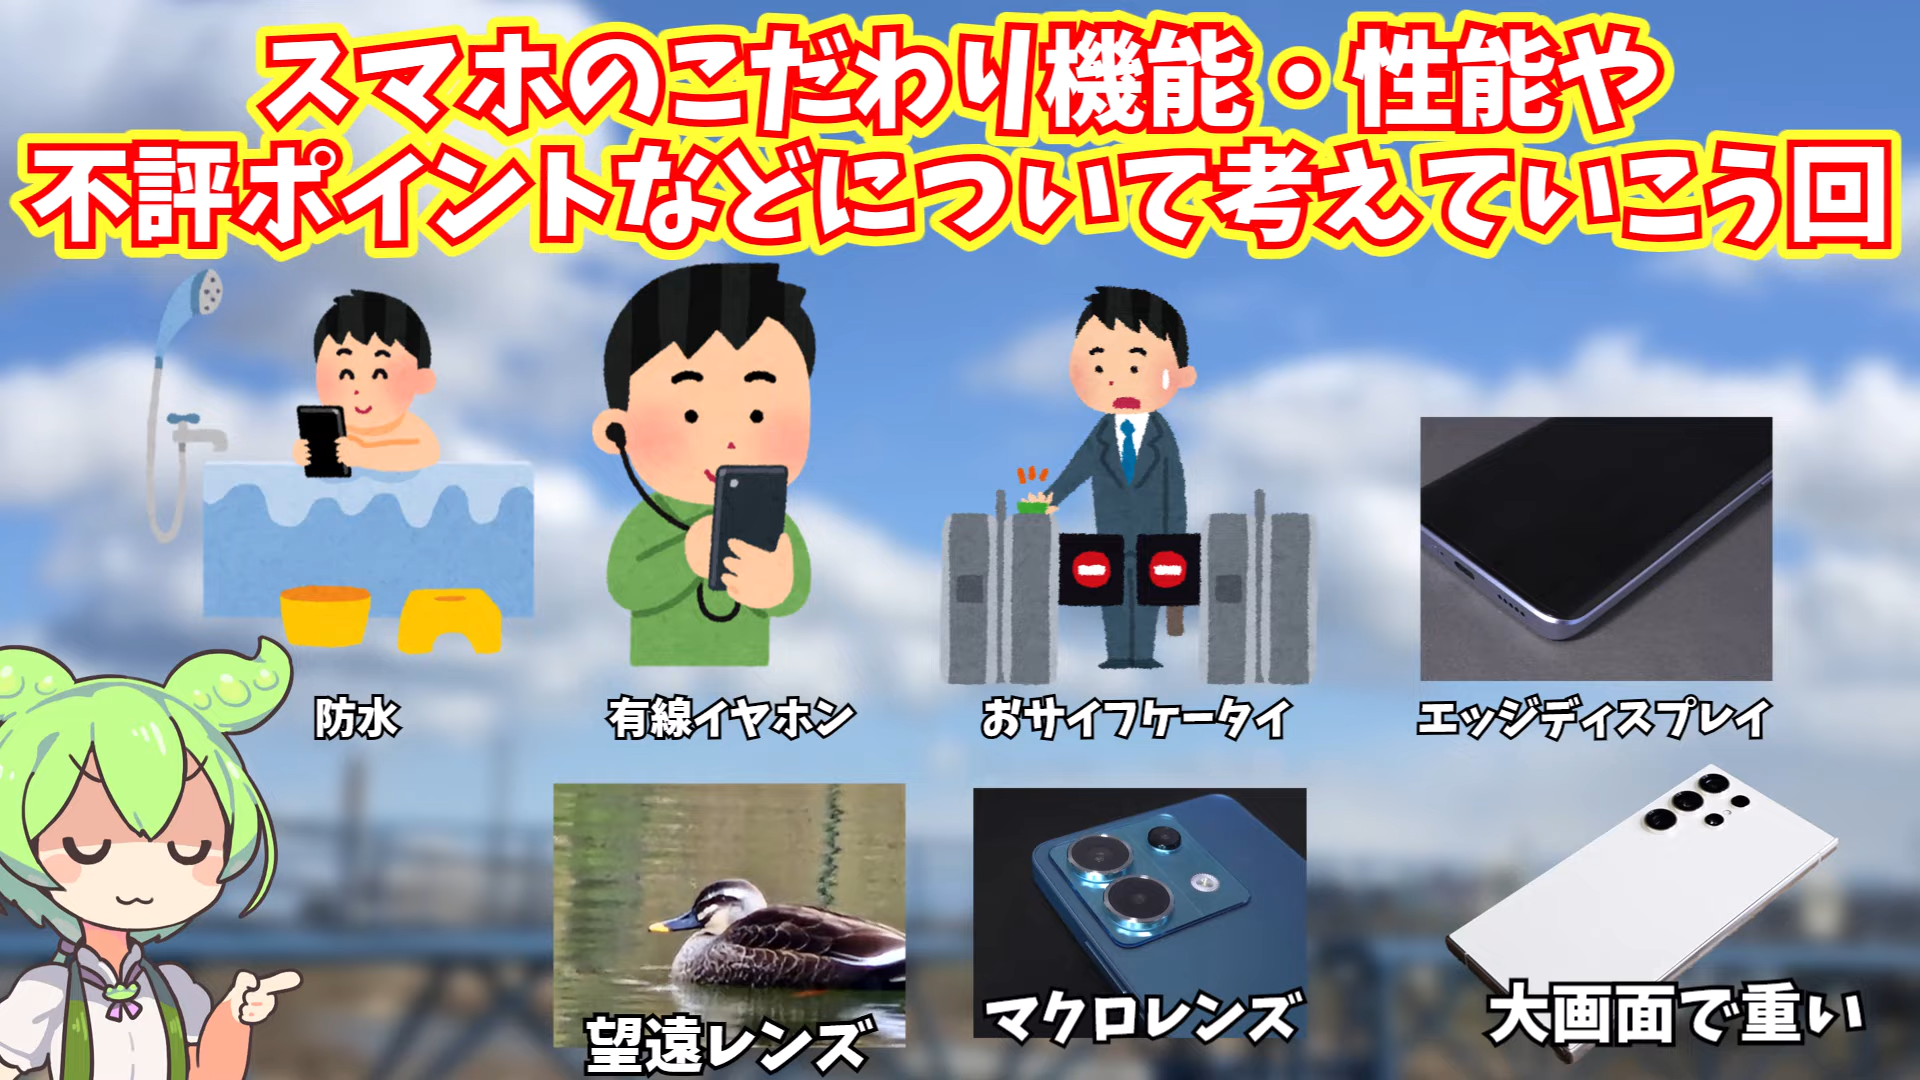 スマホのこだわり機能・性能や
不評ポイントなどについて考えていこう回
防水
有線イヤホン
おサイフケータイ
エッジディスプレイ
望遠レンズ
マクロレンズ
大画面で重い